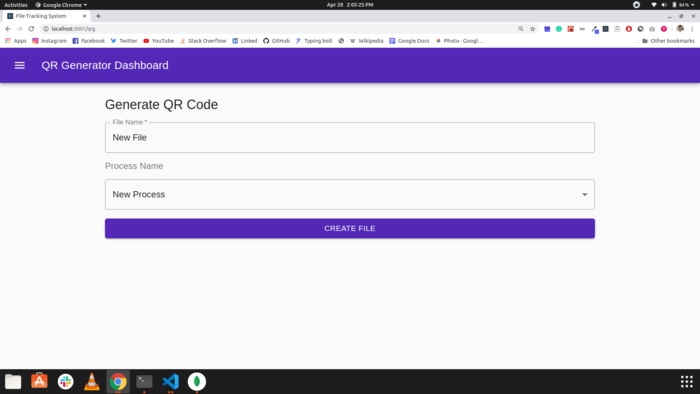 Activities Google Chrome Apr 28 2:05:23 PM 84 %
File Tracking System
localhost:3001/qrg
Apps Instagram Facebook Twitter YouTube Stack Overflow Linked GitHub Typing bolt Wikipedia Google Docs Photo - Googl… Other bookmarks
QR Generator Dashboard
Generate QR Code
File Name *
New File
Process Name
New Process
CREATE FILE